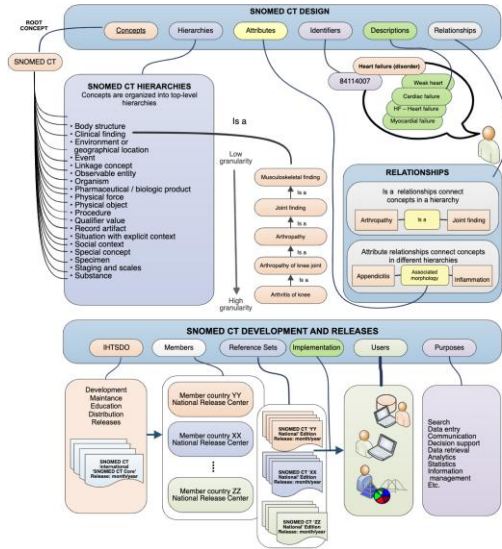 SNOMED CT DESIGN
ROOT
CONCEPT
Concepts
Hierarchies
Attributes
Identifiers
Descriptions
Relationships
SNOMED CT
Heart failure (disorder)
84114007
Weak heart
Cardiac failure
HF – Heart failure
Myocardial failure
SNOMED CT HIERARCHIES
Concepts are organized into top-level
hierarchies
Body structure
Clinical finding
Environment or
geographical location
Event
Linkage concept
Observable entity
Organism
Pharmaceutical / biologic product
Physical force
Physical object
Procedure
Qualifier value
Record artifact
Situation with explicit context
Social context
Special concept
Specimen
Staging and scales
Substance
Is a
Low
granularity
High
granularity
Musculoskeletal finding
Is a
Joint finding
Is a
Arthropathy
Is a
Arthropathy of knee joint
Is a
Arthritis of knee
RELATIONSHIPS
Is a relationships connect
concepts in a hierarchy
Arthropathy
Is a
Joint finding
Attribute relationships connect concepts
in different hierarchies
Appendicitis
Associated
morphology
Inflammation
SNOMED CT DEVELOPMENT AND RELEASES
IHTSDO
Members
Reference Sets
Implementation
Users
Purposes
Development
Maintance
Education
Distribution
Releases
SNOMED CT
International
'SNOMED CT Core'
Release: month/year
Member country YY
National Release Center
Member country XX
National Release Center
Member country ZZ
National Release Center
SNOMED CT 'YY
National' Edition
Release: month/year
SNOMED CT 'XX
National' Edition
Release: month/year
SNOMED CT 'ZZ
National' Edition
Release: month/year
Search
Data entry
Communication
Decision support
Data retrieval
Analytics
Statistics
Information
management
Etc.